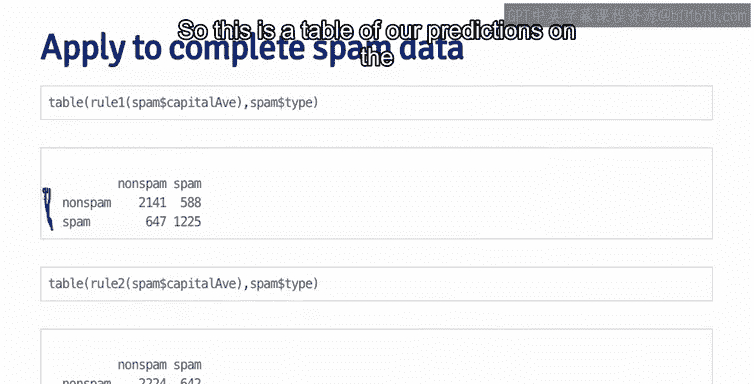 So this is a table of our predictions on
the
Apply to complete spam data
table(rule1(spam$capitalAve),spam$type)
nonspam spam
nonspam 2141 588
spam 647 1225
table(rule2(spam$capitalAve),spam$type)
nonspam spam
nonspam 2224 642